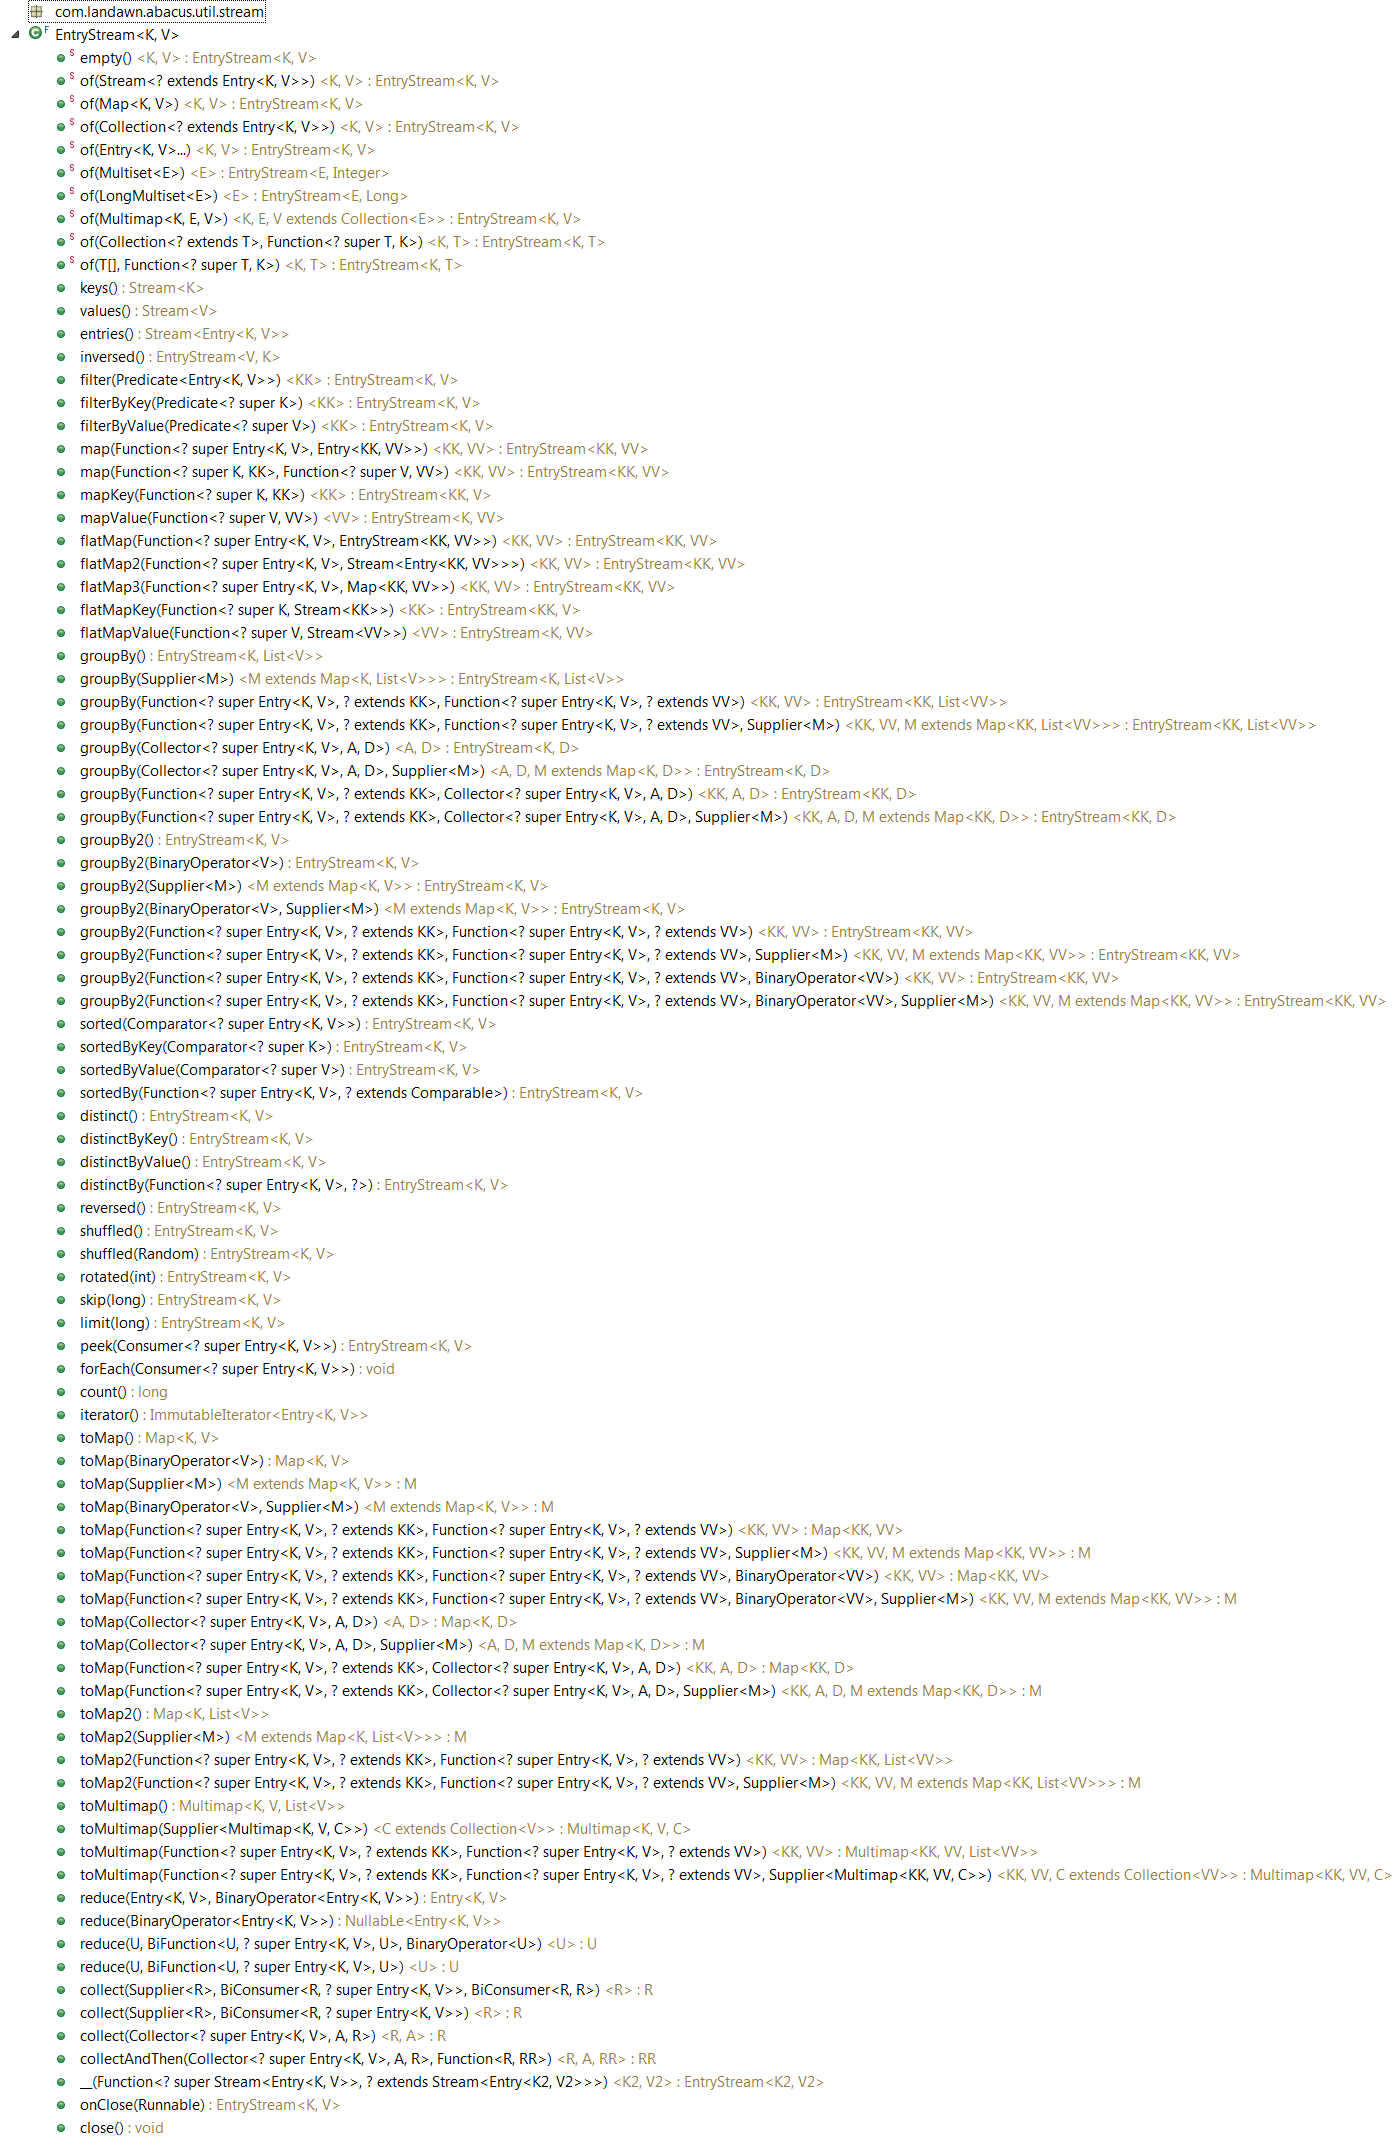 com.landawn.abacus.util.stream
F EntryStream<K, V>
S empty() <K, V> : EntryStream<K, V>
S of(Stream<? extends Entry<K, V>>) <K, V> : EntryStream<K, V>
S of(Map<K, V>) <K, V> : EntryStream<K, V>
S of(Collection<? extends Entry<K, V>>) <K, V> : EntryStream<K, V>
S of(Entry<K, V>...) <K, V> : EntryStream<K, V>
S of(Multiset<E>) <E> : EntryStream<E, Integer>
S of(LongMultiset<E>) <E> : EntryStream<E, Long>
S of(Multimap<K, E, V>) <K, E, V extends Collection<E>> : EntryStream<K, V>
S of(Collection<? extends T>, Function<? super T, K>) <K, T> : EntryStream<K, T>
S of(T[], Function<? super T, K>) <K, T> : EntryStream<K, T>
keys() : Stream<K>
values() : Stream<V>
entries() : Stream<Entry<K, V>>
inversed() : EntryStream<V, K>
filter(Predicate<Entry<K, V>>) <KK> : EntryStream<K, V>
filterByKey(Predicate<? super K>) <KK> : EntryStream<K, V>
filterByValue(Predicate<? super V>) <KK> : EntryStream<K, V>
map(Function<? super Entry<K, V>, Entry<KK, VV>>) <KK, VV> : EntryStream<KK, VV>
map(Function<? super K, KK>, Function<? super V, VV>) <KK, VV> : EntryStream<KK, VV>
mapKey(Function<? super K, KK>) <KK> : EntryStream<KK, V>
mapValue(Function<? super V, VV>) <VV> : EntryStream<K, VV>
flatMap(Function<? super Entry<K, V>, EntryStream<KK, VV>>) <KK, VV> : EntryStream<KK, VV>
flatMap2(Function<? super Entry<K, V>, Stream<Entry<KK, VV>>>) <KK, VV> : EntryStream<KK, VV>
flatMap3(Function<? super Entry<K, V>, Map<KK, VV>>) <KK, VV> : EntryStream<KK, VV>
flatMapKey(Function<? super K, Stream<KK>>) <KK> : EntryStream<KK, V>
flatMapValue(Function<? super V, Stream<VV>>) <VV> : EntryStream<K, VV>
groupBy() : EntryStream<K, List<V>>
groupBy(Supplier<M>) <M extends Map<K, List<V>>> : EntryStream<K, List<V>>
groupBy(Function<? super Entry<K, V>, ? extends KK>, Function<? super Entry<K, V>, ? extends VV>) <KK, VV> : EntryStream<KK, List<VV>>
groupBy(Function<? super Entry<K, V>, ? extends KK>, Function<? super Entry<K, V>, ? extends VV>, Supplier<M>) <KK, VV, M extends Map<KK, List<VV>>> : EntryStream<KK, List<VV>>
groupBy(Collector<? super Entry<K, V>, A, D>) <A, D> : EntryStream<K, D>
groupBy(Collector<? super Entry<K, V>, A, D>, Supplier<M>) <A, D, M extends Map<K, D>> : EntryStream<K, D>
groupBy(Function<? super Entry<K, V>, ? extends KK>, Collector<? super Entry<K, V>, A, D>) <KK, A, D> : EntryStream<KK, D>
groupBy(Function<? super Entry<K, V>, ? extends KK>, Collector<? super Entry<K, V>, A, D>, Supplier<M>) <KK, A, D, M extends Map<KK, D>> : EntryStream<KK, D>
groupBy2() : EntryStream<K, V>
groupBy2(BinaryOperator<V>) : EntryStream<K, V>
groupBy2(Supplier<M>) <M extends Map<K, V>> : EntryStream<K, V>
groupBy2(BinaryOperator<V>, Supplier<M>) <M extends Map<K, V>> : EntryStream<K, V>
groupBy2(Function<? super Entry<K, V>, ? extends KK>, Function<? super Entry<K, V>, ? extends VV>) <KK, VV> : EntryStream<KK, VV>
groupBy2(Function<? super Entry<K, V>, ? extends KK>, Function<? super Entry<K, V>, ? extends VV>, Supplier<M>) <KK, VV, M extends Map<KK, VV>> : EntryStream<KK, VV>
groupBy2(Function<? super Entry<K, V>, ? extends KK>, Function<? super Entry<K, V>, ? extends VV>, BinaryOperator<VV>) <KK, VV> : EntryStream<KK, VV>
groupBy2(Function<? super Entry<K, V>, ? extends KK>, Function<? super Entry<K, V>, ? extends VV>, BinaryOperator<VV>, Supplier<M>) <KK, VV, M extends Map<KK, VV>> : EntryStream<KK, VV>
sorted(Comparator<? super Entry<K, V>>) : EntryStream<K, V>
sortedByKey(Comparator<? super K>) : EntryStream<K, V>
sortedByValue(Comparator<? super V>) : EntryStream<K, V>
sortedBy(Function<? super Entry<K, V>, ? extends Comparable>) : EntryStream<K, V>
distinct() : EntryStream<K, V>
distinctByKey() : EntryStream<K, V>
distinctByValue() : EntryStream<K, V>
distinctBy(Function<? super Entry<K, V>, ?>) : EntryStream<K, V>
reversed() : EntryStream<K, V>
shuffled() : EntryStream<K, V>
shuffled(Random) : EntryStream<K, V>
rotated(int) : EntryStream<K, V>
skip(long) : EntryStream<K, V>
limit(long) : EntryStream<K, V>
peek(Consumer<? super Entry<K, V>>) : EntryStream<K, V>
forEach(Consumer<? super Entry<K, V>>) : void
count() : long
iterator() : ImmutableIterator<Entry<K, V>>
toMap() : Map<K, V>
toMap(BinaryOperator<V>) : Map<K, V>
toMap(Supplier<M>) <M extends Map<K, V>> : M
toMap(BinaryOperator<V>, Supplier<M>) <M extends Map<K, V>> : M
toMap(Function<? super Entry<K, V>, ? extends KK>, Function<? super Entry<K, V>, ? extends VV>) <KK, VV> : Map<KK, VV>
toMap(Function<? super Entry<K, V>, ? extends KK>, Function<? super Entry<K, V>, ? extends VV>, Supplier<M>) <KK, VV, M extends Map<KK, VV>> : M
toMap(Function<? super Entry<K, V>, ? extends KK>, Function<? super Entry<K, V>, ? extends VV>, BinaryOperator<VV>) <KK, VV> : Map<KK, VV>
toMap(Function<? super Entry<K, V>, ? extends KK>, Function<? super Entry<K, V>, ? extends VV>, BinaryOperator<VV>, Supplier<M>) <KK, VV, M extends Map<KK, VV>> : M
toMap(Collector<? super Entry<K, V>, A, D>) <A, D> : Map<K, D>
toMap(Collector<? super Entry<K, V>, A, D>, Supplier<M>) <A, D, M extends Map<K, D>> : M
toMap(Function<? super Entry<K, V>, ? extends KK>, Collector<? super Entry<K, V>, A, D>) <KK, A, D> : Map<KK, D>
toMap(Function<? super Entry<K, V>, ? extends KK>, Collector<? super Entry<K, V>, A, D>, Supplier<M>) <KK, A, D, M extends Map<KK, D>> : M
toMap2() : Map<K, List<V>>
toMap2(Supplier<M>) <M extends Map<K, List<V>>> : M
toMap2(Function<? super Entry<K, V>, ? extends KK>, Function<? super Entry<K, V>, ? extends VV>) <KK, VV> : Map<KK, List<VV>>
toMap2(Function<? super Entry<K, V>, ? extends KK>, Function<? super Entry<K, V>, ? extends VV>, Supplier<M>) <KK, VV, M extends Map<KK, List<VV>>> : M
toMultimap() : Multimap<K, V, List<V>>
toMultimap(Supplier<Multimap<K, V, C>>) <C extends Collection<V>> : Multimap<K, V, C>
toMultimap(Function<? super Entry<K, V>, ? extends KK>, Function<? super Entry<K, V>, ? extends VV>) <KK, VV> : Multimap<KK, VV, List<VV>>
toMultimap(Function<? super Entry<K, V>, ? extends KK>, Function<? super Entry<K, V>, ? extends VV>, Supplier<Multimap<KK, VV, C>>) <KK, VV, C extends Collection<VV>> : Multimap<KK, VV, C>
reduce(Entry<K, V>, BinaryOperator<Entry<K, V>>) : Entry<K, V>
reduce(BinaryOperator<Entry<K, V>>) : NullabLe<Entry<K, V>>
reduce(U, BiFunction<U, ? super Entry<K, V>, U>, BinaryOperator<U>) <U> : U
reduce(U, BiFunction<U, ? super Entry<K, V>, U>) <U> : U
collect(Supplier<R>, BiConsumer<R, ? super Entry<K, V>>, BiConsumer<R, R>) <R> : R
collect(Supplier<R>, BiConsumer<R, ? super Entry<K, V>>) <R> : R
collect(Collector<? super Entry<K, V>, A, R>) <R, A> : R
collectAndThen(Collector<? super Entry<K, V>, A, R>, Function<R, RR>) <R, A, RR> : RR
__(Function<? super Stream<Entry<K, V>>, ? extends Stream<Entry<K2, V2>>>) <K2, V2> : EntryStream<K2, V2>
onClose(Runnable) : EntryStream<K, V>
close() : void